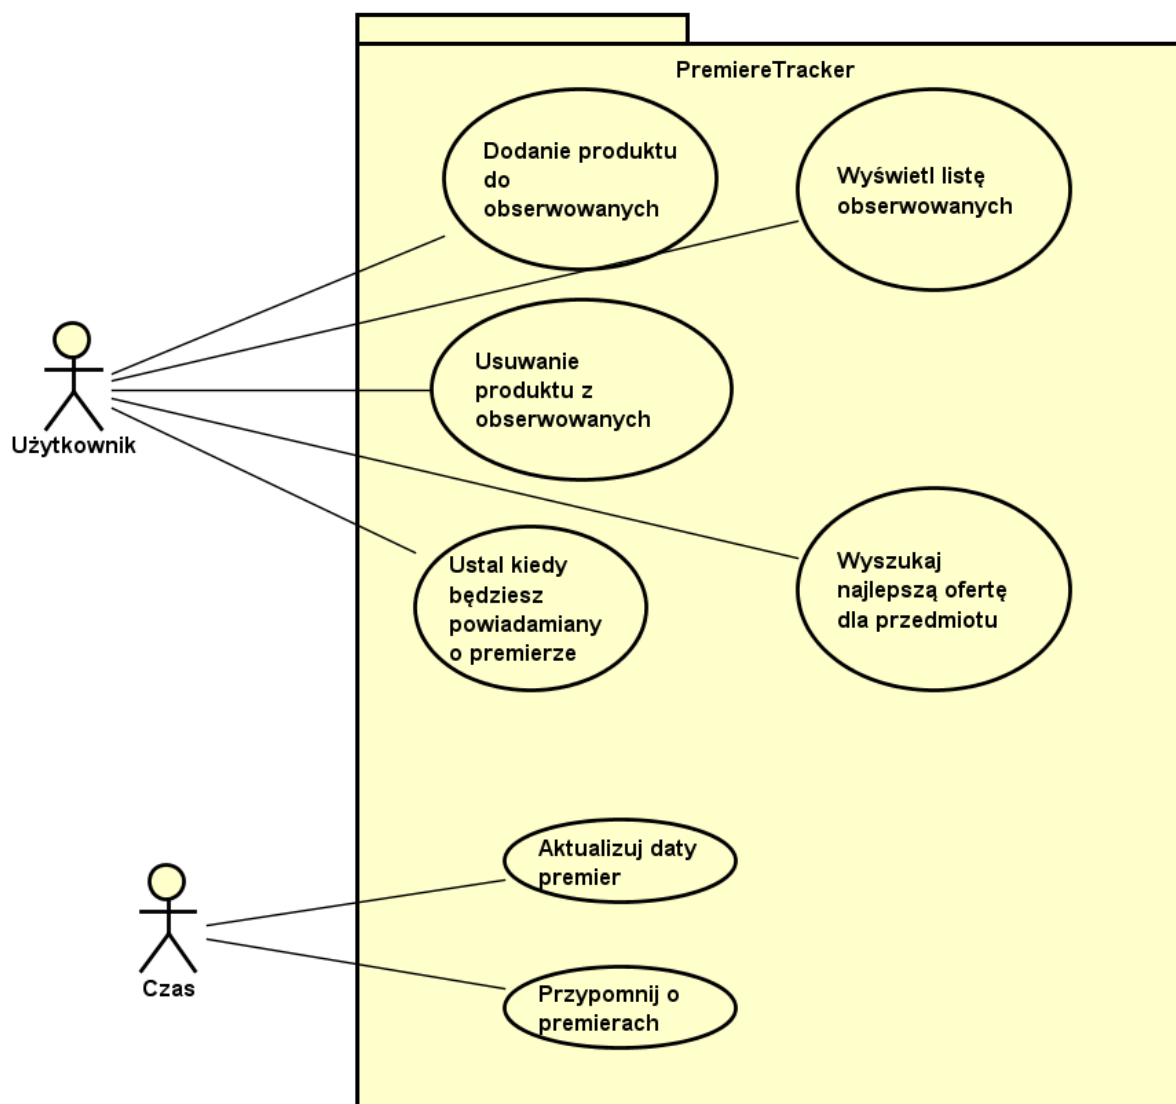 PremiereTracker
Dodanie produktu
do
obserwowanych
Wyświetl listę
obserwowanych
Usuwanie
produktu z
obserwowanych
Użytkownik
Ustal kiedy
będziesz
powiadamiany
o premierze
Wyszukaj
najlepszą ofertę
dla przedmiotu
Aktualizuj daty
premier
Czas
Przypomnij o
premierach